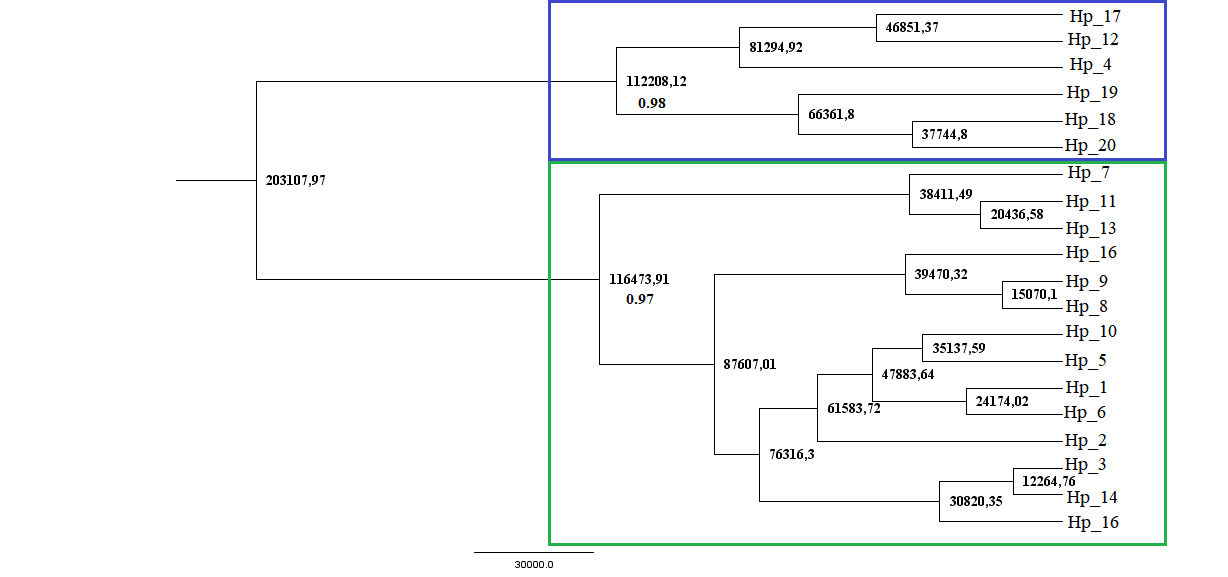 Hp_17
46851,37
Hp_12
81294,92
Hp_4
112208,12
0.98
Hp_19
66361,8
Hp_18
37744,8
Hp_20
203107,97
Hp_7
38411,49
Hp_11
20436,58
Hp_13
Hp_16
39470,32
Hp_9
15070,1
Hp_8
116473,91
0.97
Hp_10
35137,59
Hp_5
87607,01
47883,64
Hp_1
24174,02
61583,72
Hp_6
Hp_2
76316,3
Hp_3
12264,76
Hp_14
30820,35
Hp_16
30000.0